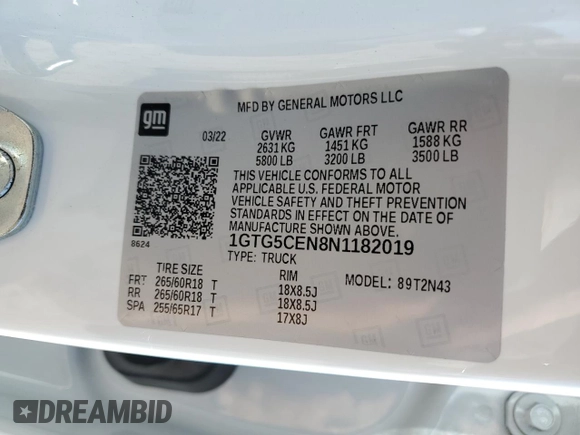 gm
MFD BY GENERAL MOTORS LLC
03/22 GVWR GAWR FRT GAWR RR
2631 KG 1451 KG 1588 KG
5800 LB 3200 LB 3500 LB
THIS VEHICLE CONFORMS TO ALL
APPLICABLE U.S. FEDERAL MOTOR
VEHICLE SAFETY AND THEFT PREVENTION
STANDARDS IN EFFECT ON THE DATE OF
MANUFACTURE SHOWN ABOVE.
8624 1GTG5CEN8N1182019
TYPE: TRUCK
TIRE SIZE RIM MODEL: 89T2N43
FRT 265/60R18 T 18X8.5J
RR 265/60R18 T 18X8.5J
SPA 255/65R17 T 17X8J
DREAMBID